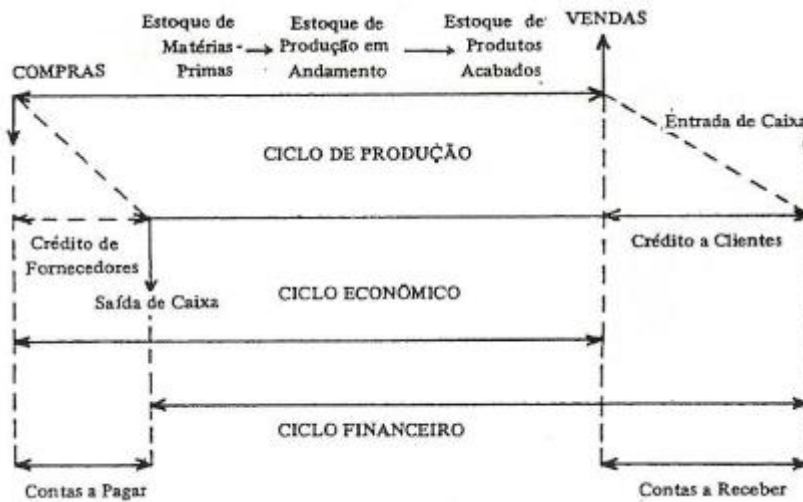 Estoque de
Matérias-
Primas
Estoque de
Produção em
Andamento
Estoque de
Produtos
Acabados
VENDAS
COMPRAS
Entrada de Caixa
CICLO DE PRODUÇÃO
Crédito de
Fornecedores
Crédito a Clientes
Saída de Caixa
CICLO ECONÔMICO
CICLO FINANCEIRO
Contas a Pagar
Contas a Receber